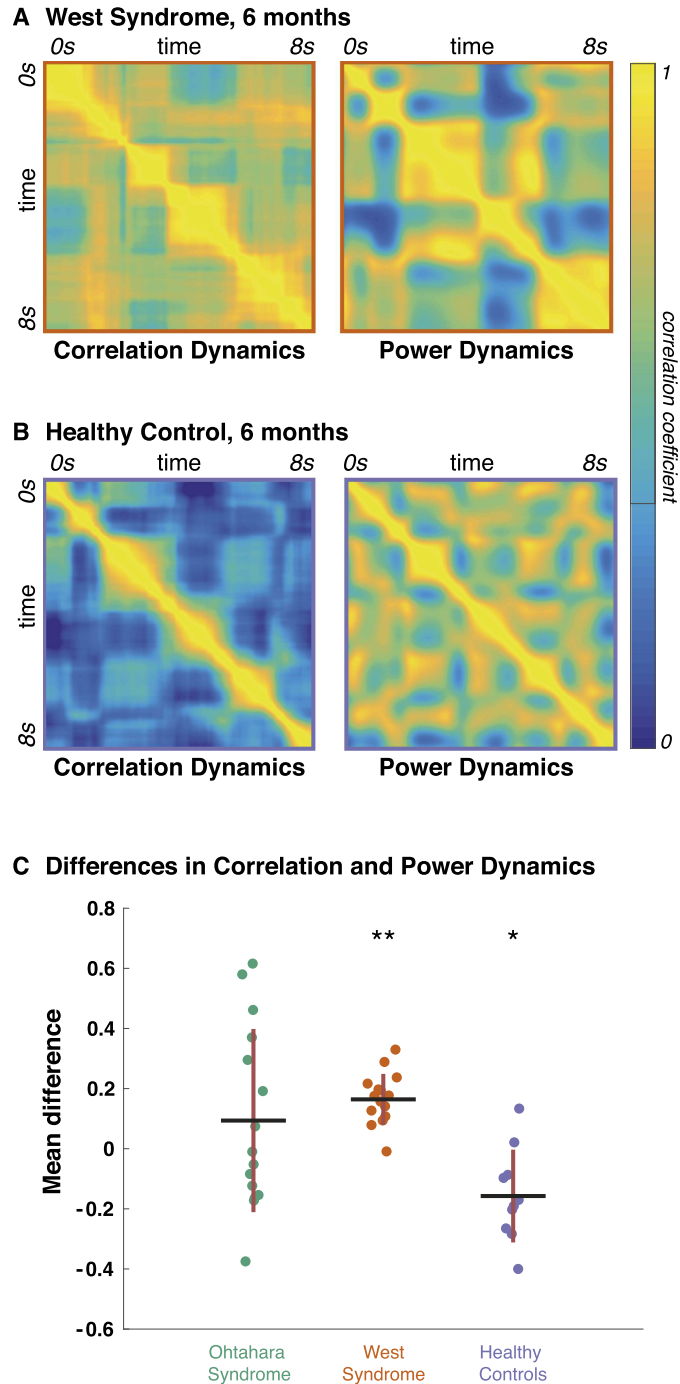 A West Syndrome, 6 months
0s time 8s 0s time 8s
0s
time
8s
1
Correlation Dynamics Power Dynamics
correlation coefficient
B Healthy Control, 6 months
0s time 8s 0s time 8s
0s
time
8s
0
Correlation Dynamics Power Dynamics
C Differences in Correlation and Power Dynamics
Mean difference
0.8
** *
0.6
0.4
0.2
0
-0.2
-0.4
-0.6
Ohtahara West Healthy
Syndrome Syndrome Controls